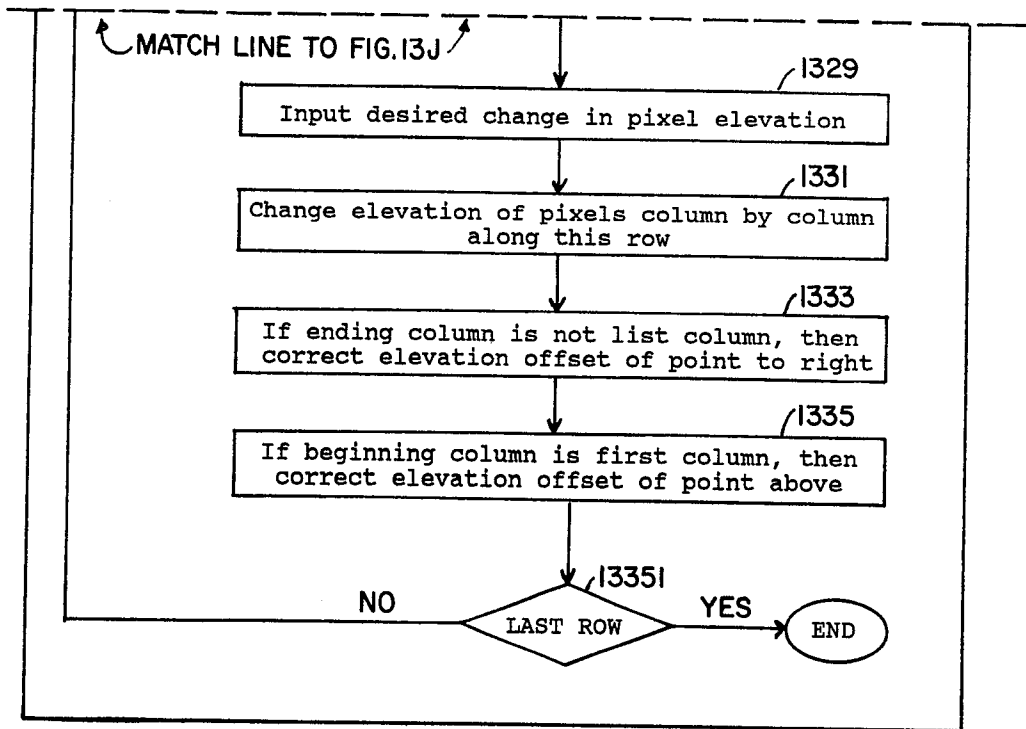 MATCH LINE TO FIG.13J
1329
Input desired change in pixel elevation
1331
Change elevation of pixels column by column
along this row
1333
If ending column is not list column, then
correct elevation offset of point to right
1335
If beginning column is first column, then
correct elevation offset of point above
13351
LAST ROW
NO
YES
END